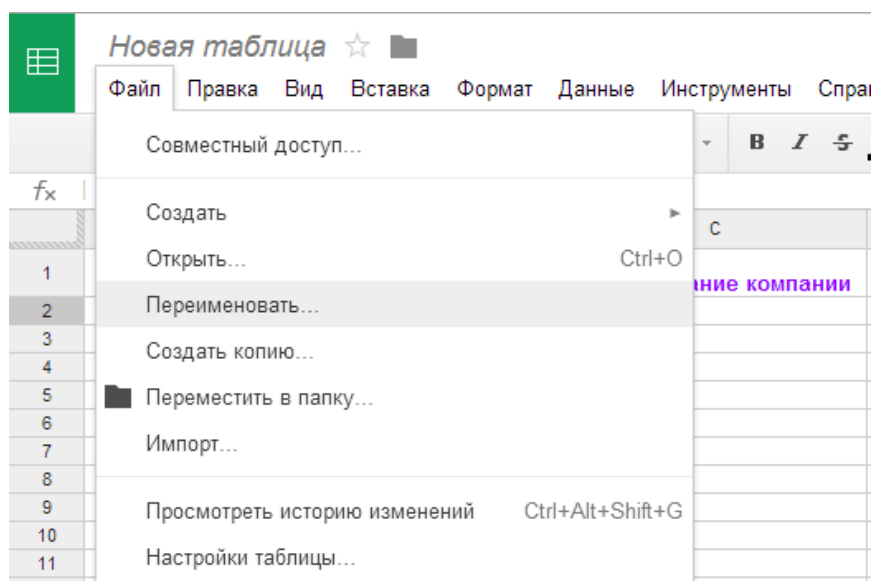 Новая таблица
Файл Правка Вид Вставка Формат Данные Инструменты
Совместный доступ...
B I S
fx
Создать
C
Открыть... Ctrl+O
1
компании
Переименовать...
2
3
Создать копию...
4
5 Переместить в папку...
6
Импорт...
7
8
9 Просмотреть историю изменений Ctrl+Alt+Shift+G
10
Настройки таблицы...
11